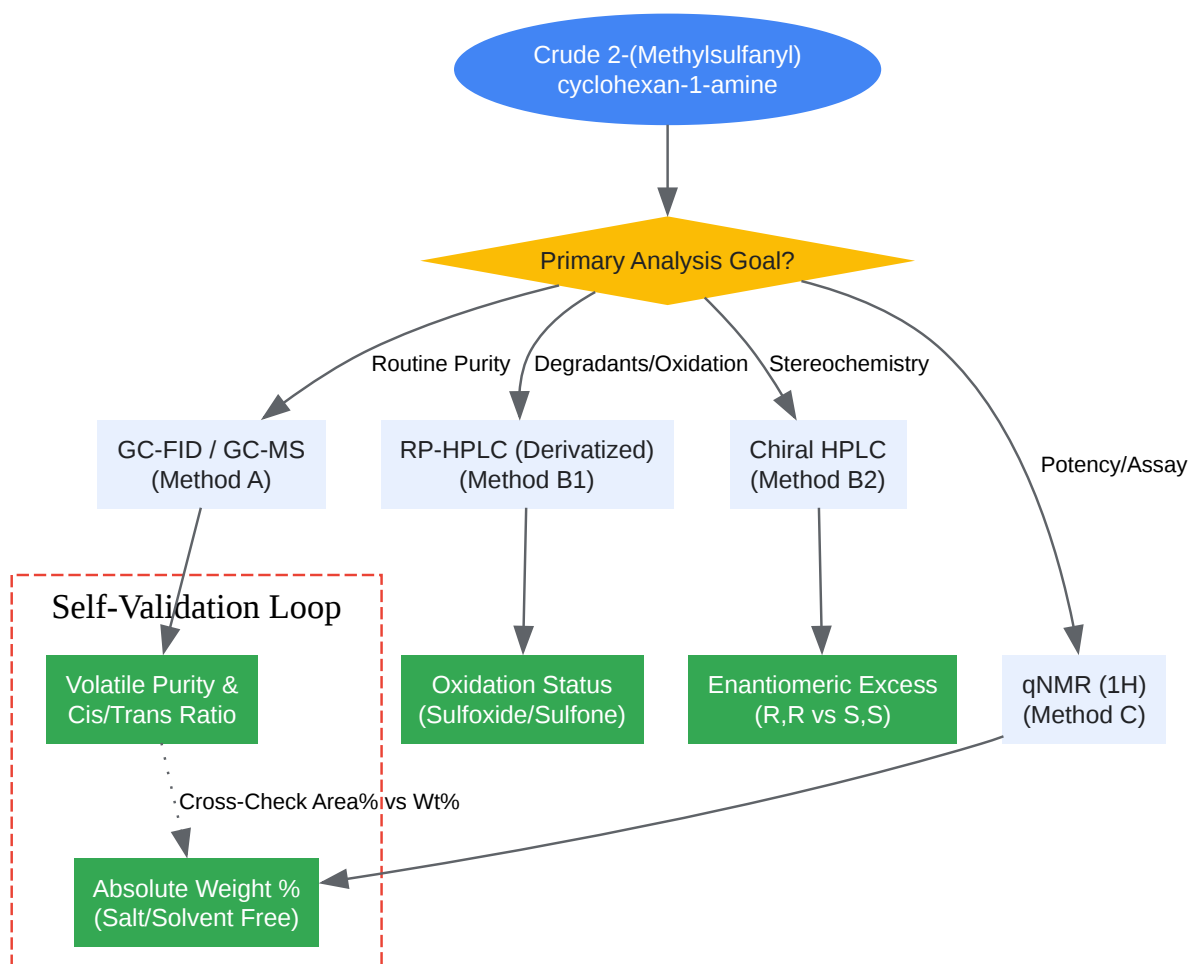 Crude 2-(Methylsulfanyl)
cyclohexan-1-amine
Primary Analysis Goal?
Routine Purity
Degradants/Oxidation
Stereochemistry
Potency/Assay
GC-FID / GC-MS
(Method A)
RP-HPLC (Derivatized)
(Method B1)
Chiral HPLC
(Method B2)
Self-Validation Loop
Volatile Purity &
Cis/Trans Ratio
Oxidation Status
(Sulfoxide/Sulfone)
Enantiomeric Excess
(R,R vs S,S)
qNMR (1H)
(Method C)
Cross-Check Area% vs Wt%
Absolute Weight %
(Salt/Solvent Free)